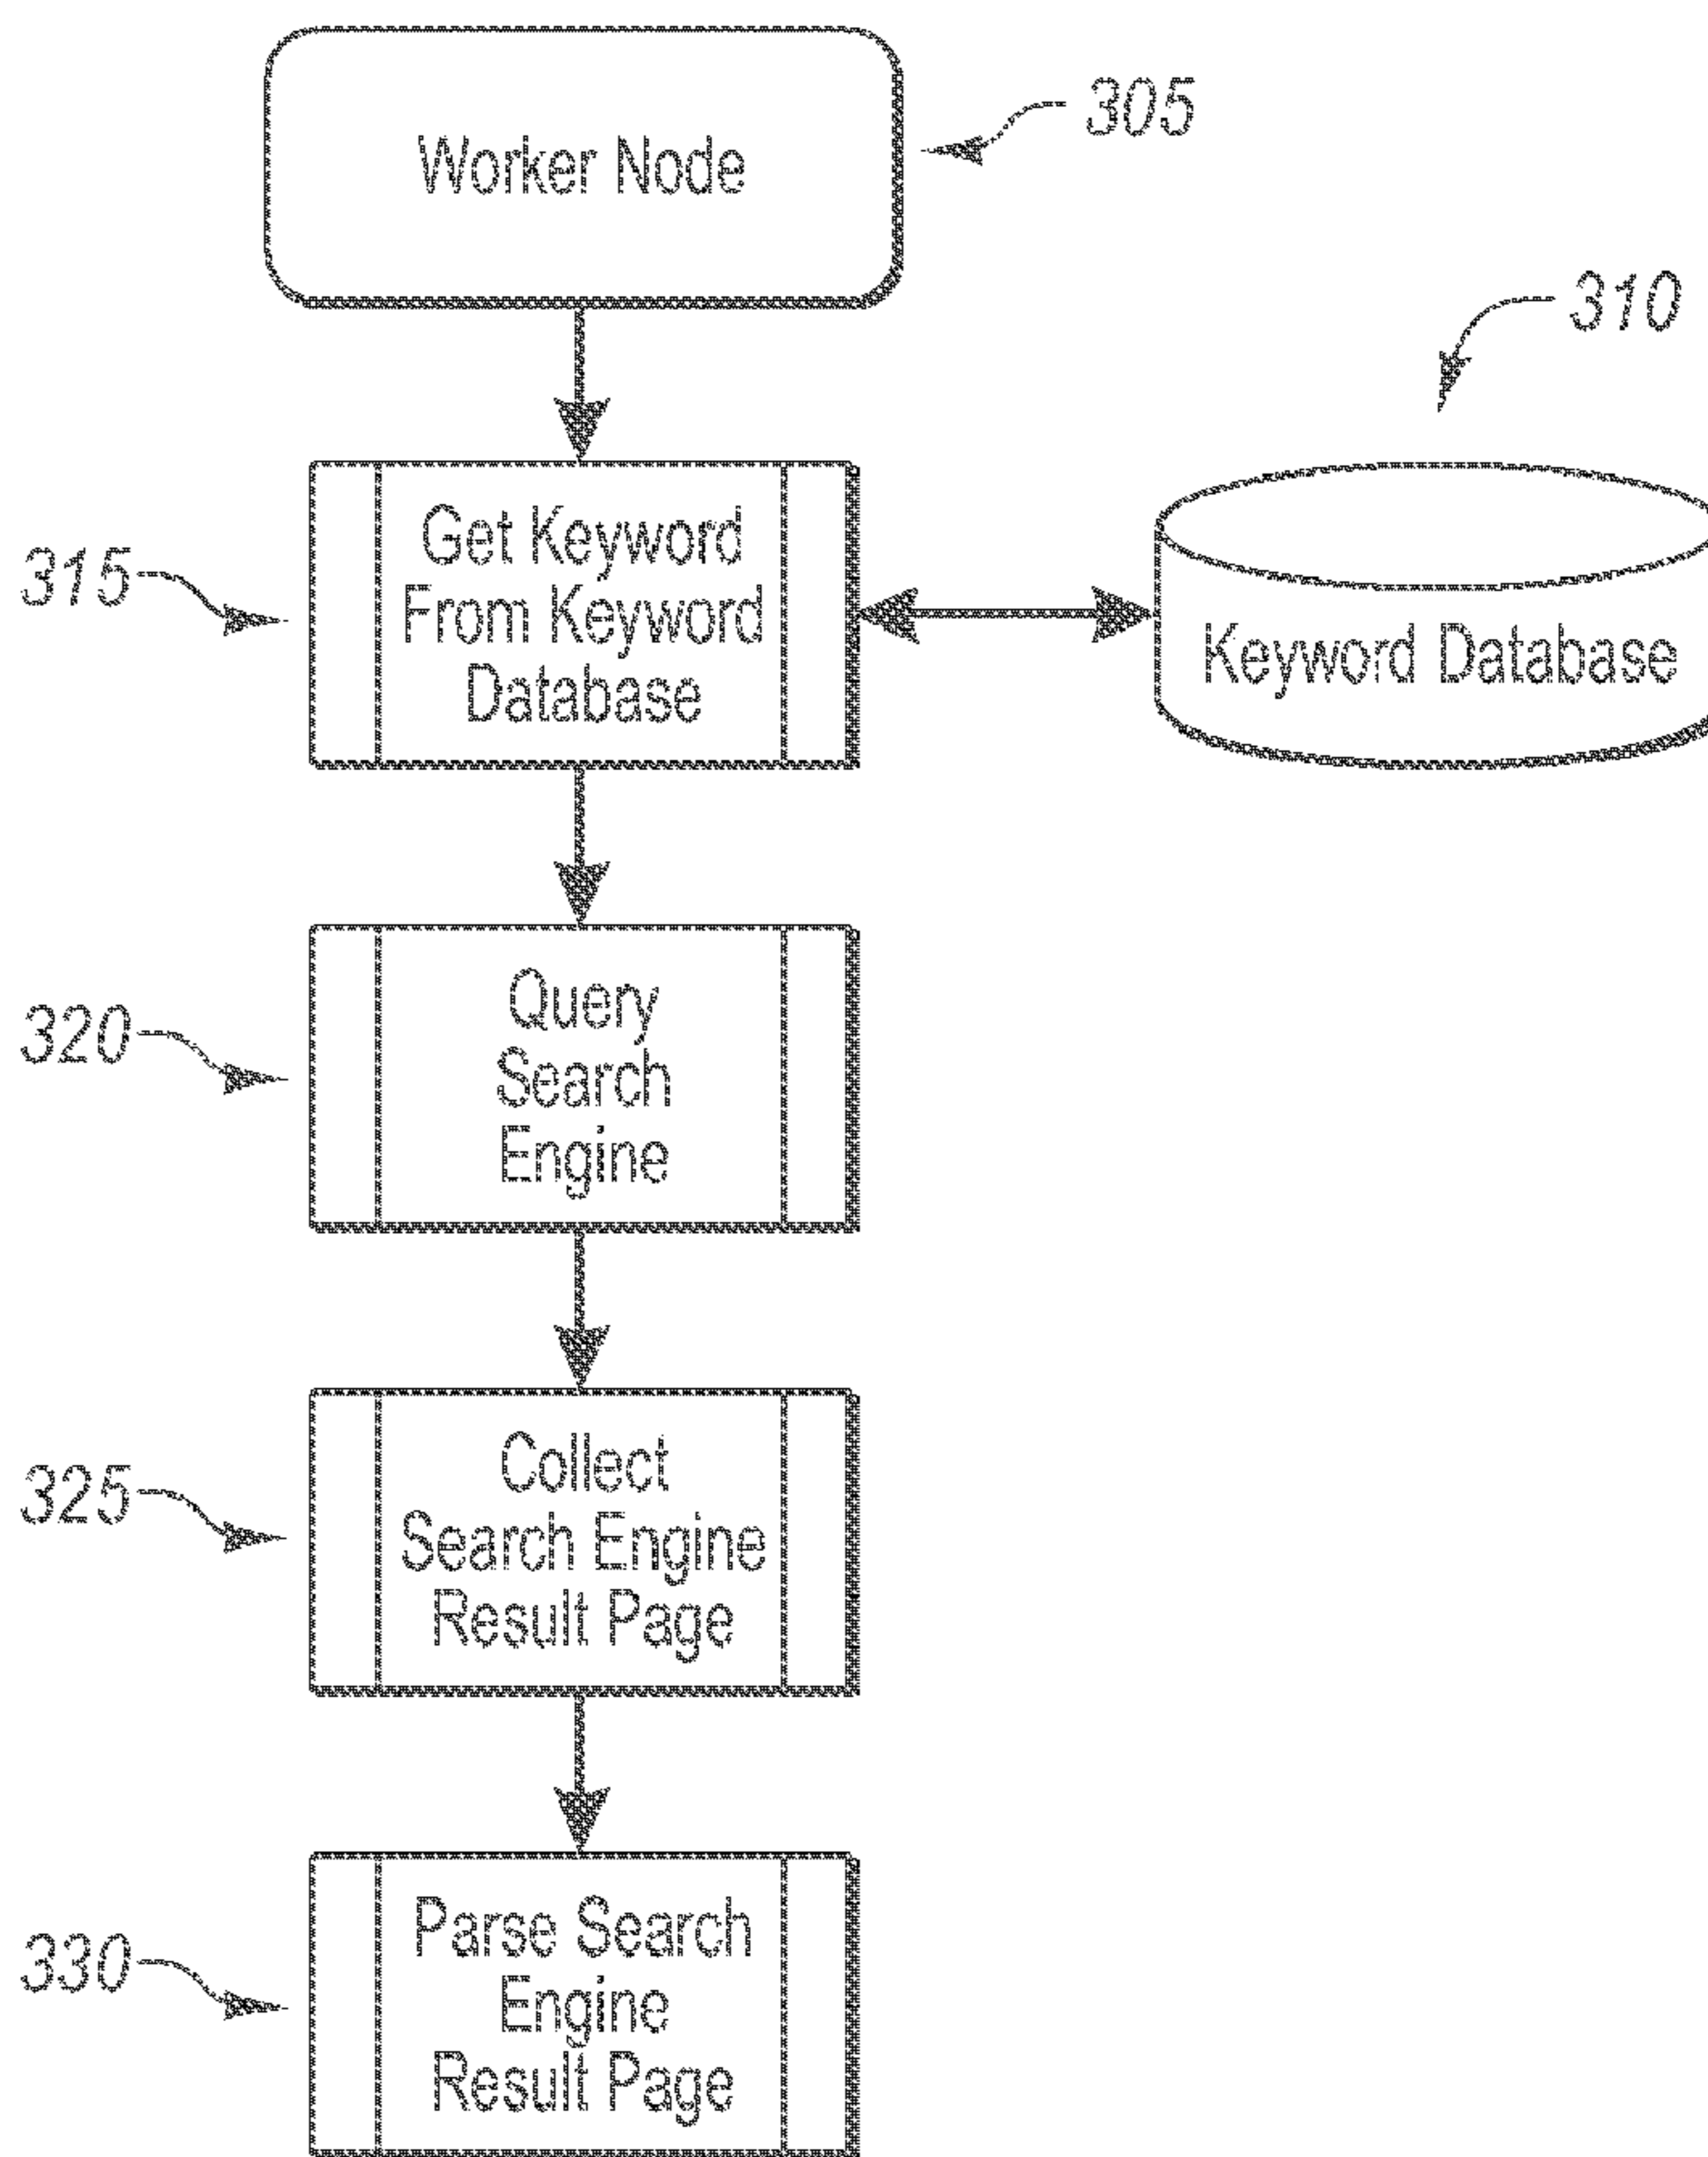 Worker Node
305
310
315
Get Keyword
From Keyword
Database
Keyword Database
320
Query
Search
Engine
325
Collect
Search Engine
Result Page
330
Parse Search
Engine
Result Page